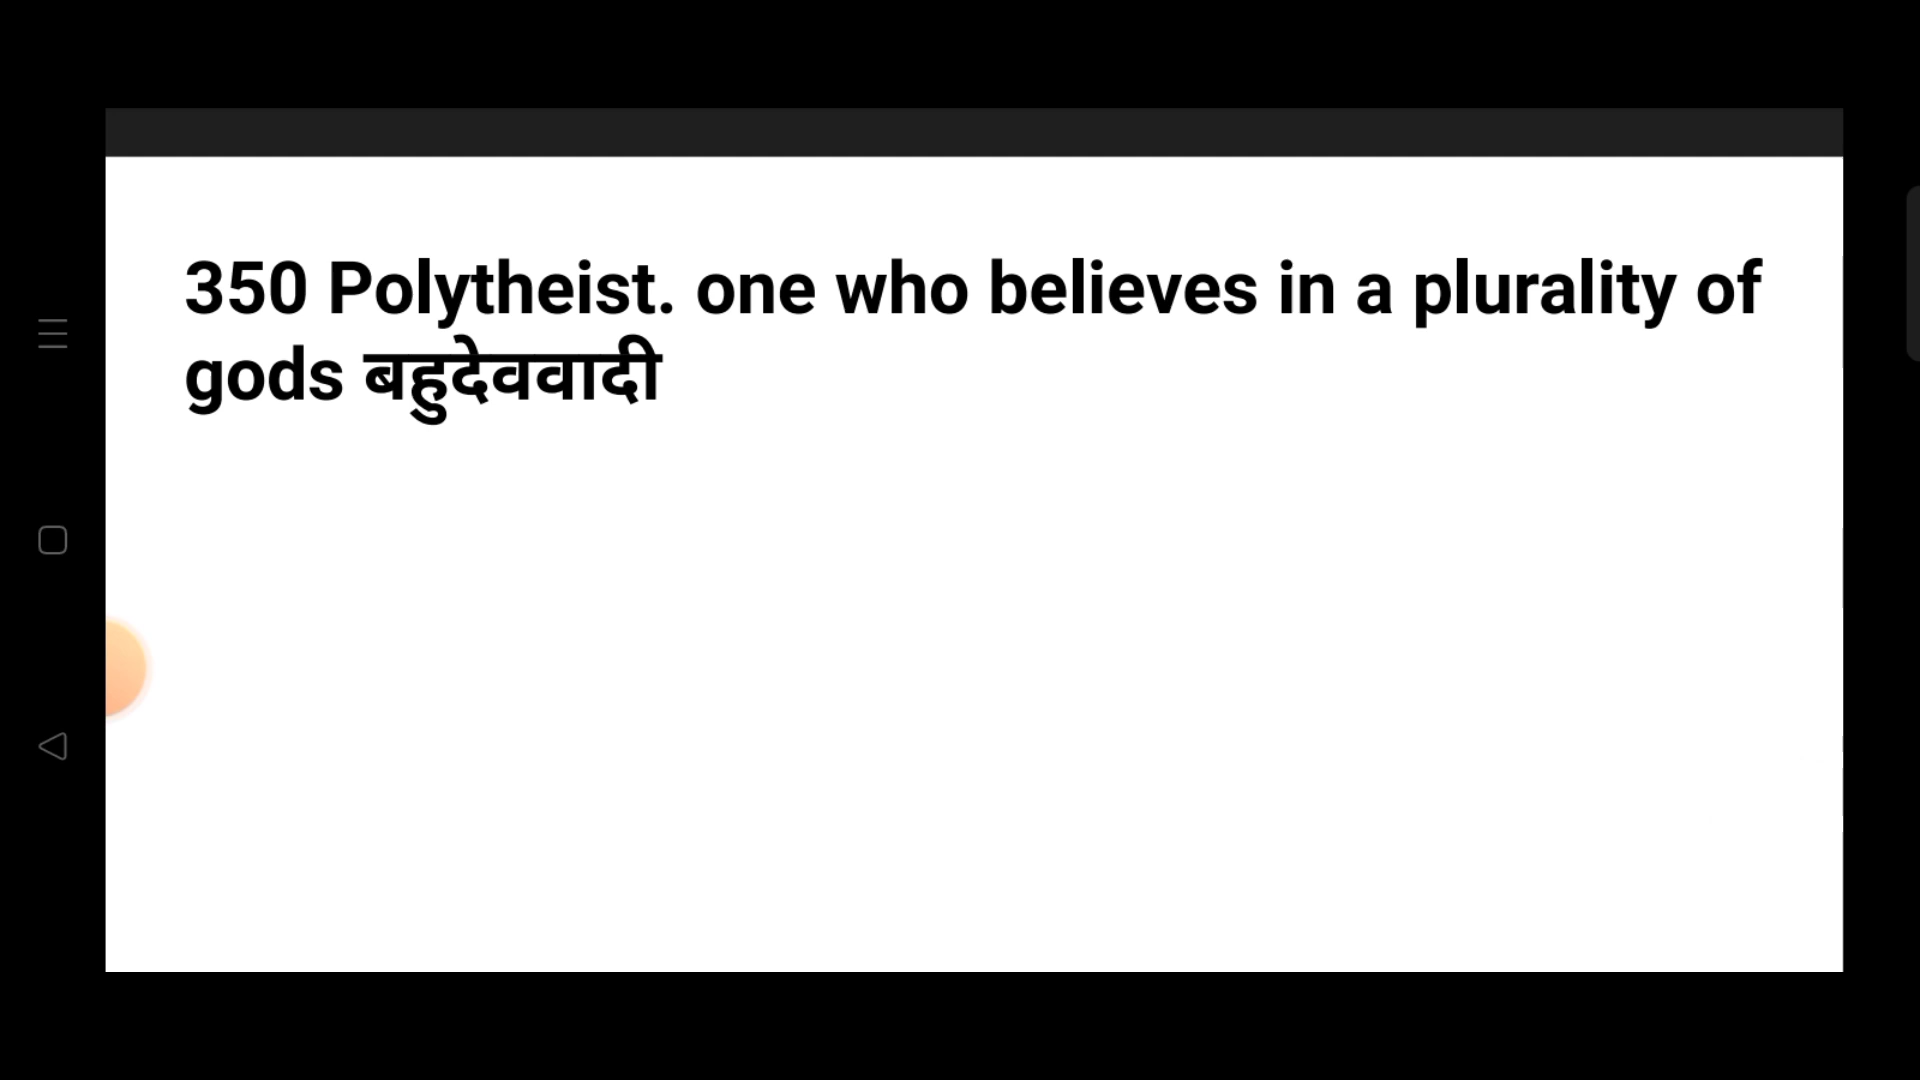 350 Polytheist. one who believes in a plurality of
gods बहुदेववादी